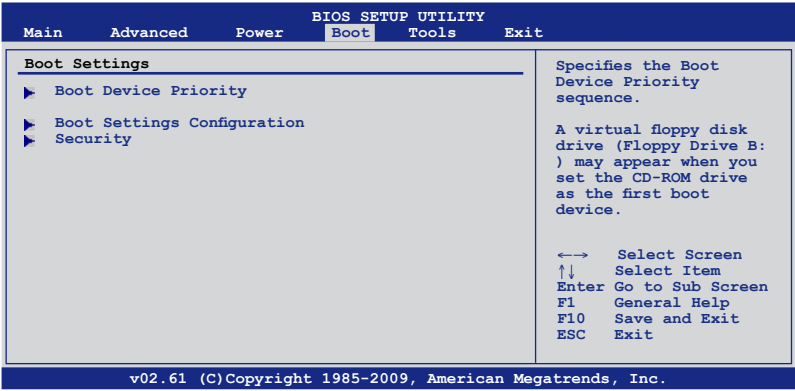 BIOS SETUP UTILITY
Main Advanced Power Boot Tools Exit
Boot Settings
Boot Device Priority
Boot Settings Configuration
Security
Specifies the Boot
Device Priority
sequence.
A virtual floppy disk
drive (Floppy Drive B:
) may appear when you
set the CD-ROM drive
as the first boot
device.
←→ Select Screen
↑↓ Select Item
Enter Go to Sub Screen
F1 General Help
F10 Save and Exit
ESC Exit
v02.61 (C)Copyright 1985-2009, American Megatrends, Inc.